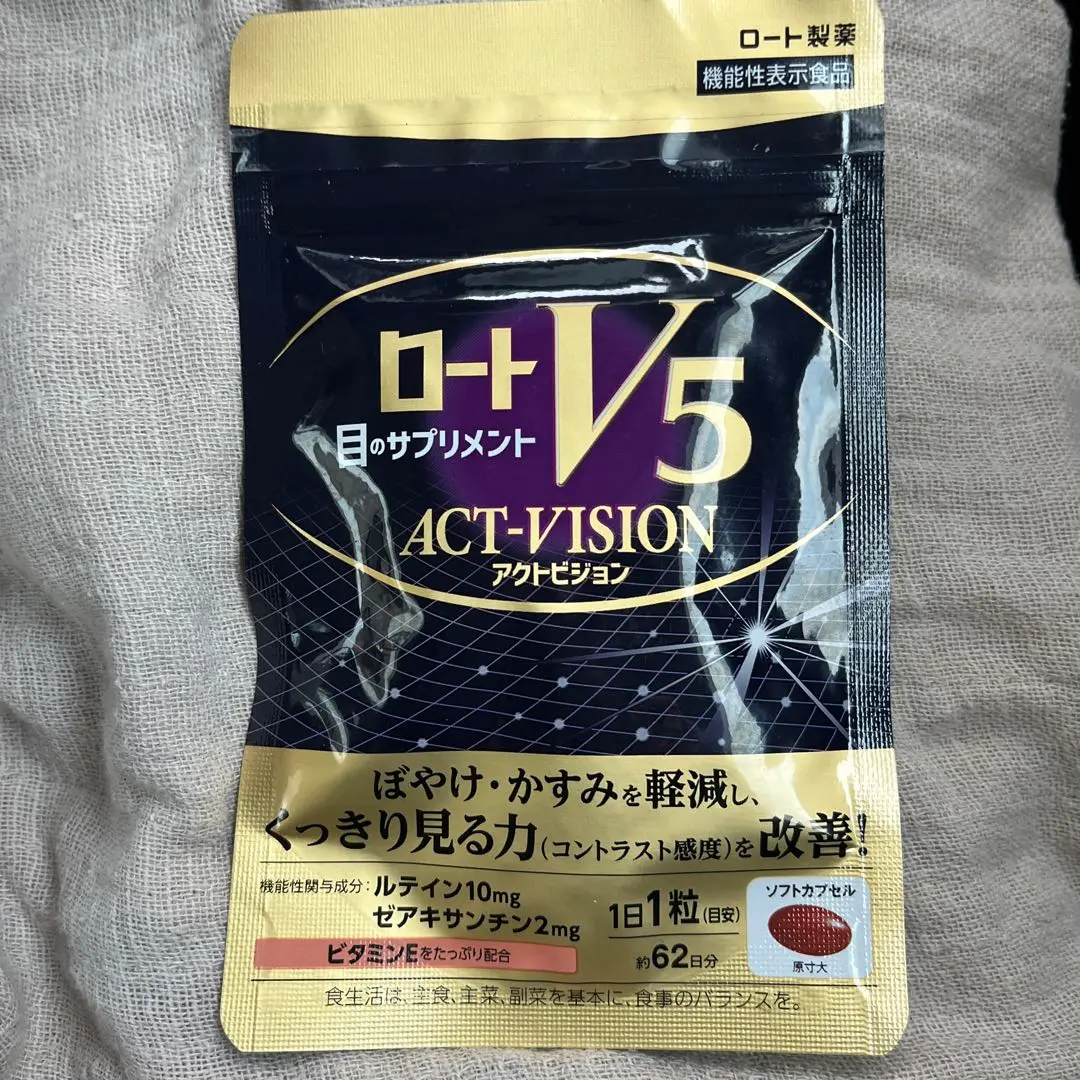 ロート製薬
機能性表示食品
ロートV5
目のサプリメント
ACT-VISION
アクトビジョン
ぼやけ・かすみを軽減し、
くっきり見る力(コントラスト感度)を改善!
機能性関与成分:ルテイン10mg
ゼアキサンチン2mg
ビタミンEをたっぷり配合
1日1粒(目安)
約62日分
ソフトカプセル
原寸大
食生活は、主食、主菜、副菜を基本に、食事のバランスを。